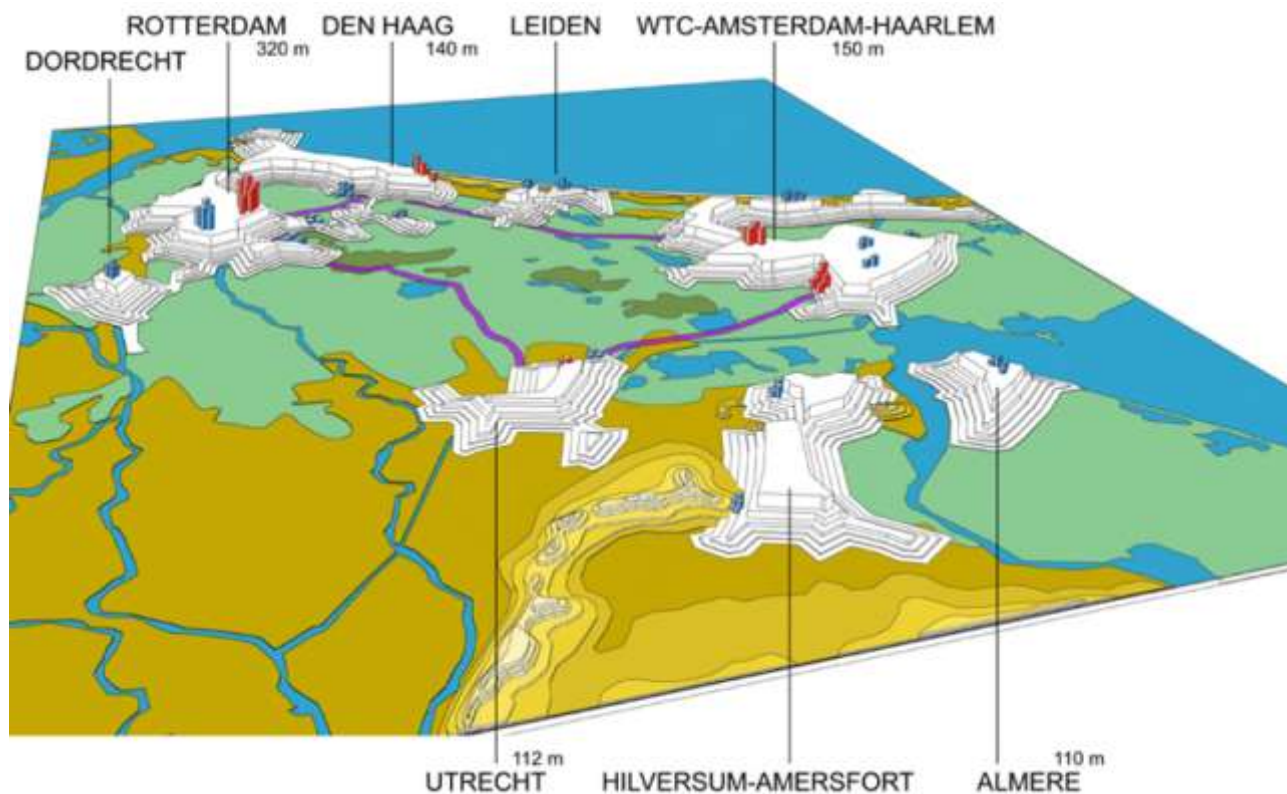 ROTTERDAM DEN HAAG LEIDEN WTC-AMSTERDAM-HAARLEM
320 m 140 m 150 m
DORDRECHT
112 m 110 m
UTRECHT HILVERSUM-AMERSFORT ALMERE